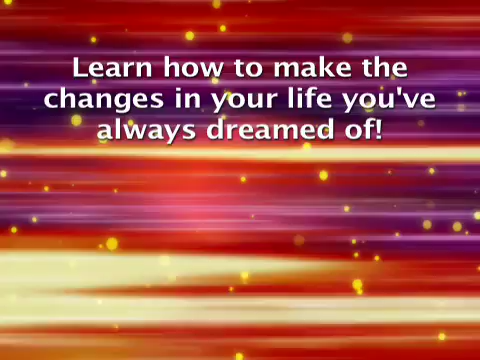 Learn how to make the
changes in your life you've
always dreamed of!